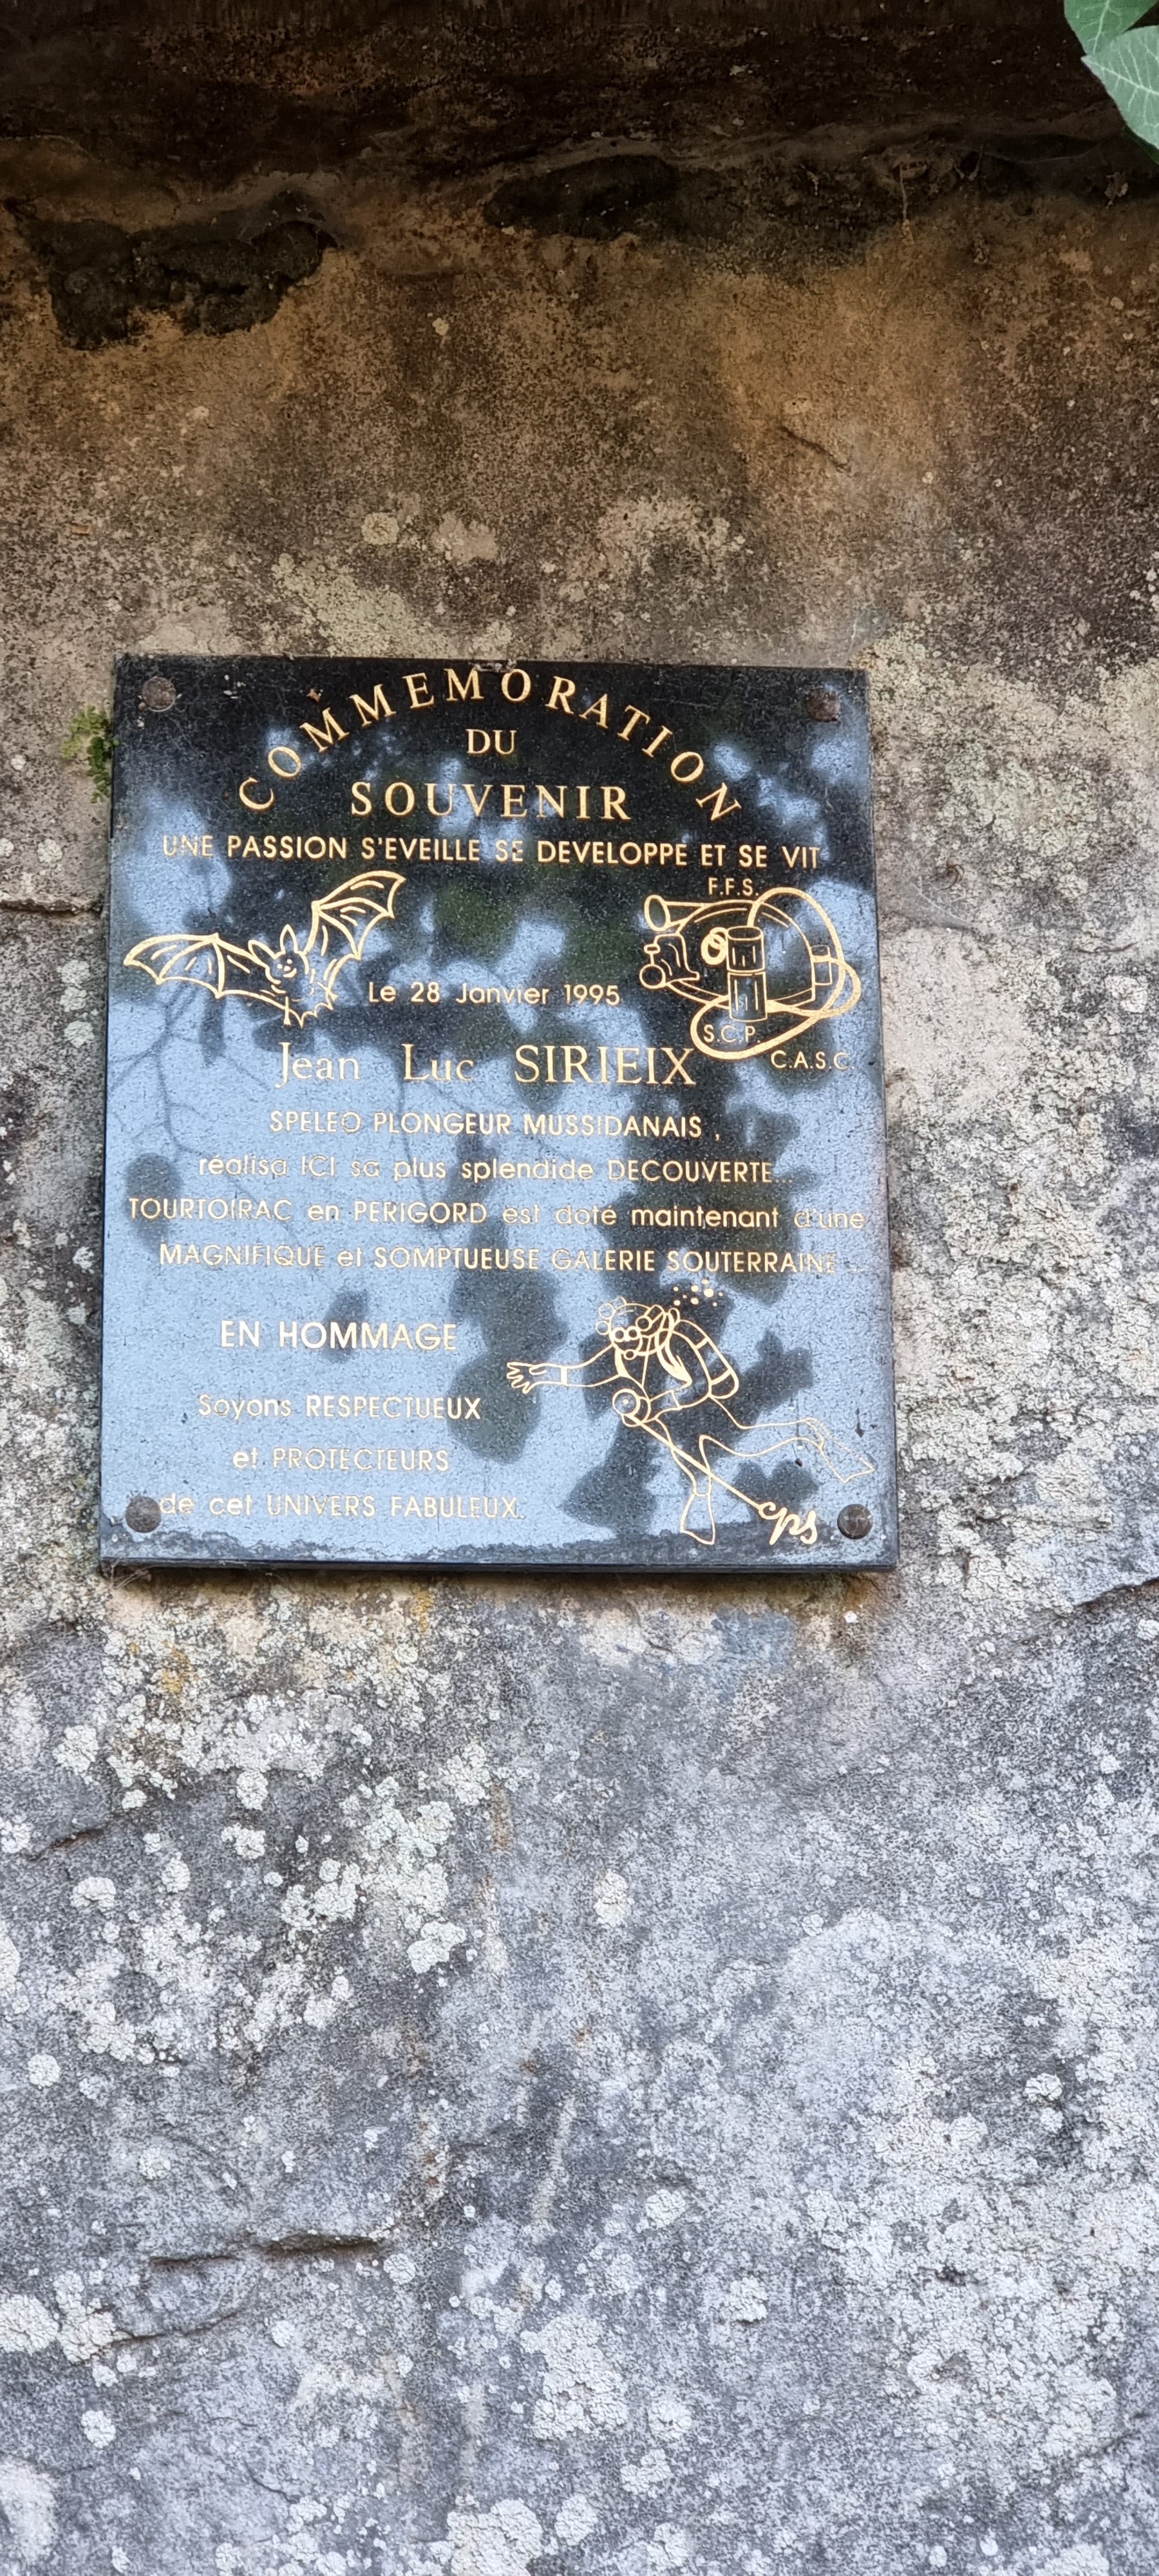 COMMEMORATION
DU
SOUVENIR
UNE PASSION S'EVEILLE SE DEVELOPPE ET SE VIT
F.F.S.
Le 28 Janvier 1995
S.C.P.
C.A.S.C.
Jean Luc SIRIEIX
SPELEO PLONGEUR MUSSIDANAIS ,
réalisa ICI sa plus splendide DECOUVERTE...
TOURTOIRAC en PERIGORD est doté maintenant d'une
MAGNIFIQUE et SOMPTUEUSE GALERIE SOUTERRAINE ...
EN HOMMAGE
Soyons RESPECTUEUX
et PROTECTEURS
de cet UNIVERS FABULEUX.
cps